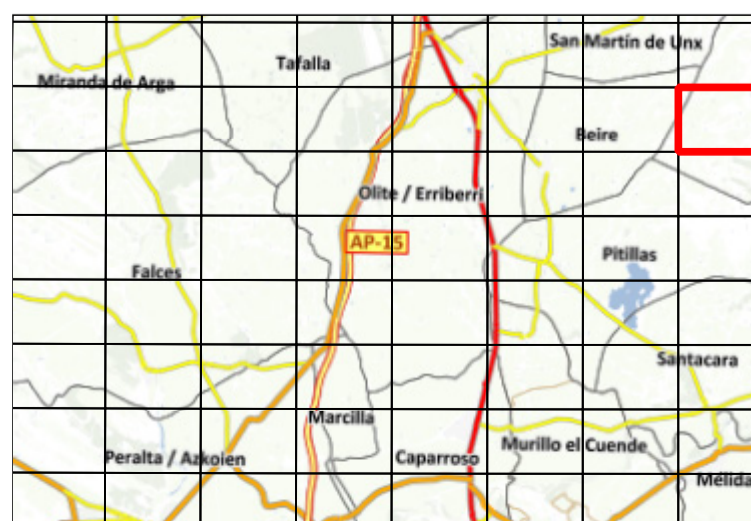 San Martín de Unx
Tafalla
Miranda de Arga
Beire
Olite / Erriberri
AP-15
Pitillas
Falces
Santacara
Marcilla
Murillo el Cuende
Peralta / Azkoien
Caparroso
Mélida